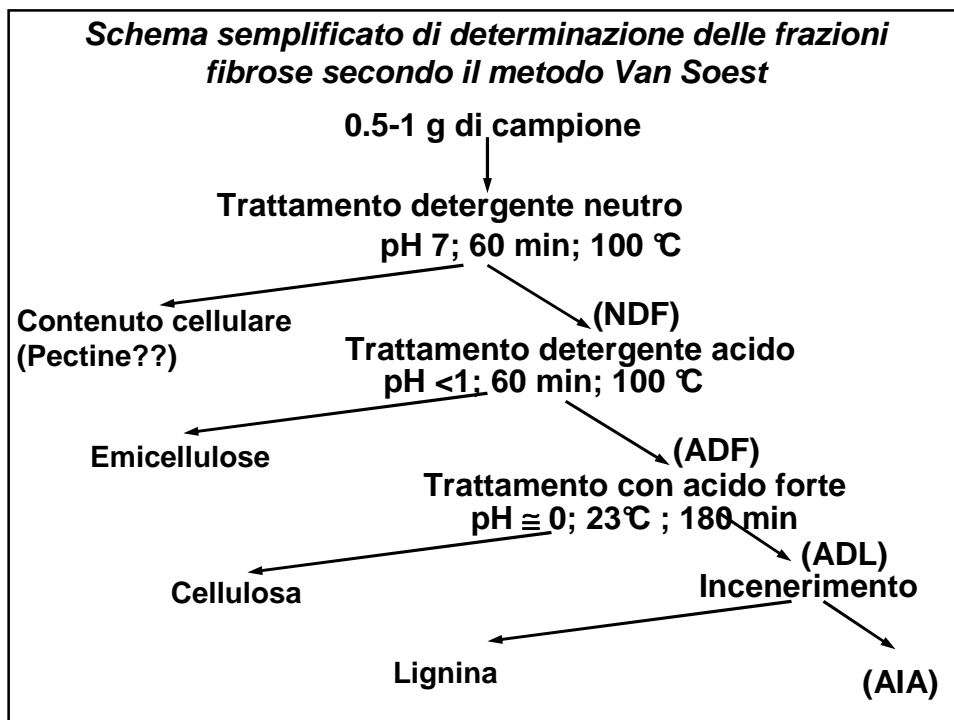 Schema semplificato di determinazione delle frazioni
fibrose secondo il metodo Van Soest
0.5-1 g di campione
Trattamento detergente neutro
pH 7; 60 min; 100 °C
Contenuto cellulare
(Pectine??)
(NDF)
Trattamento detergente acido
pH <1; 60 min; 100 °C
Emicellulose
(ADF)
Trattamento con acido forte
pH ≅ 0; 23°C ; 180 min
Cellulosa
(ADL)
Incenerimento
Lignina
(AIA)